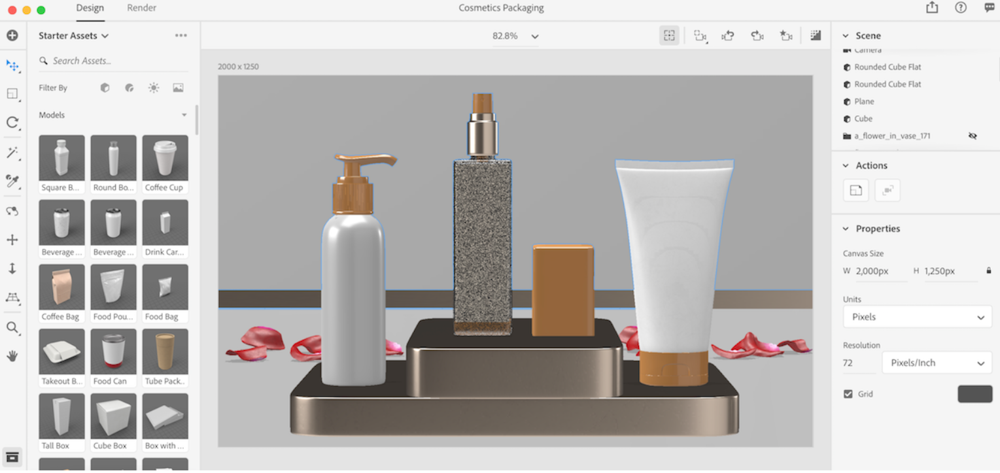 Design Render Cosmetics Packaging
Starter Assets
Search Assets...
Filter By
Models
Square B... Round Bo... Coffee Cup
Beverage ... Beverage ... Drink Car...
Coffee Bag Food Pou... Food Bag
Takeout B... Food Can Tube Pack..
Tall Box Cube Box Box with ...
82.8%
2000 x 1250
Scene
Camera
Rounded Cube Flat
Rounded Cube Flat
Plane
Cube
a_flower_in_vase_171
Actions
Properties
Canvas Size
W 2,000px H 1,250px
Units
Pixels
Resolution
72 Pixels/Inch
Grid